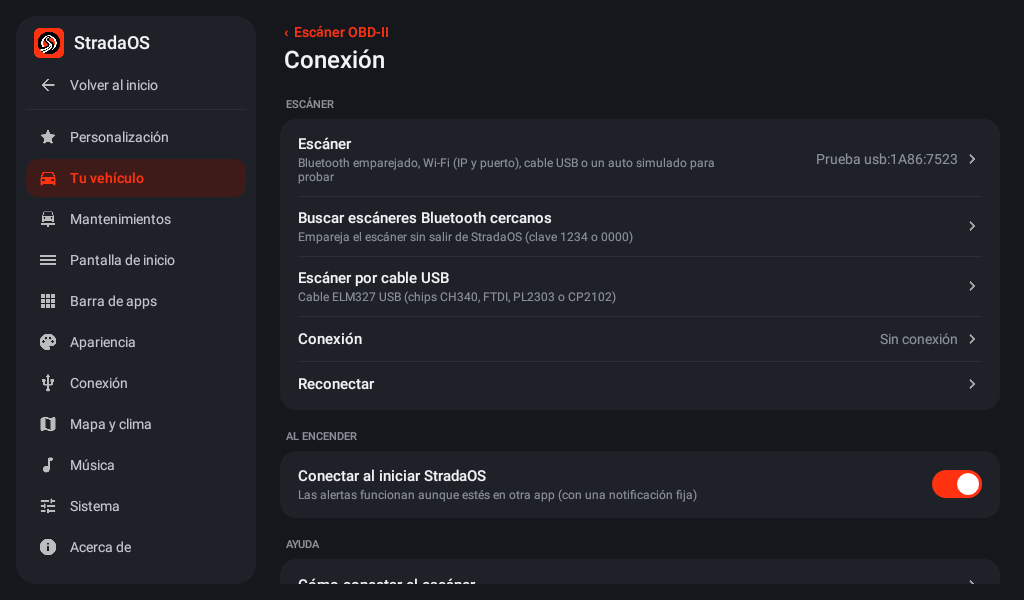 StradaOS
Volver al inicio
Personalización
Tu vehículo
Mantenimientos
Pantalla de inicio
Barra de apps
Apariencia
Conexión
Mapa y clima
Música
Sistema
Acerca de
‹ Escáner OBD-II
Conexión
ESCÁNER
Escáner
Bluetooth emparejado, Wi-Fi (IP y puerto), cable USB o un auto simulado para
probar
Prueba usb:1A86:7523
Buscar escáneres Bluetooth cercanos
Empareja el escáner sin salir de StradaOS (clave 1234 o 0000)
Escáner por cable USB
Cable ELM327 USB (chips CH340, FTDI, PL2303 o CP2102)
Conexión
Sin conexión
Reconectar
AL ENCENDER
Conectar al iniciar StradaOS
Las alertas funcionan aunque estés en otra app (con una notificación fija)
AYUDA
Cómo conectar el escáner